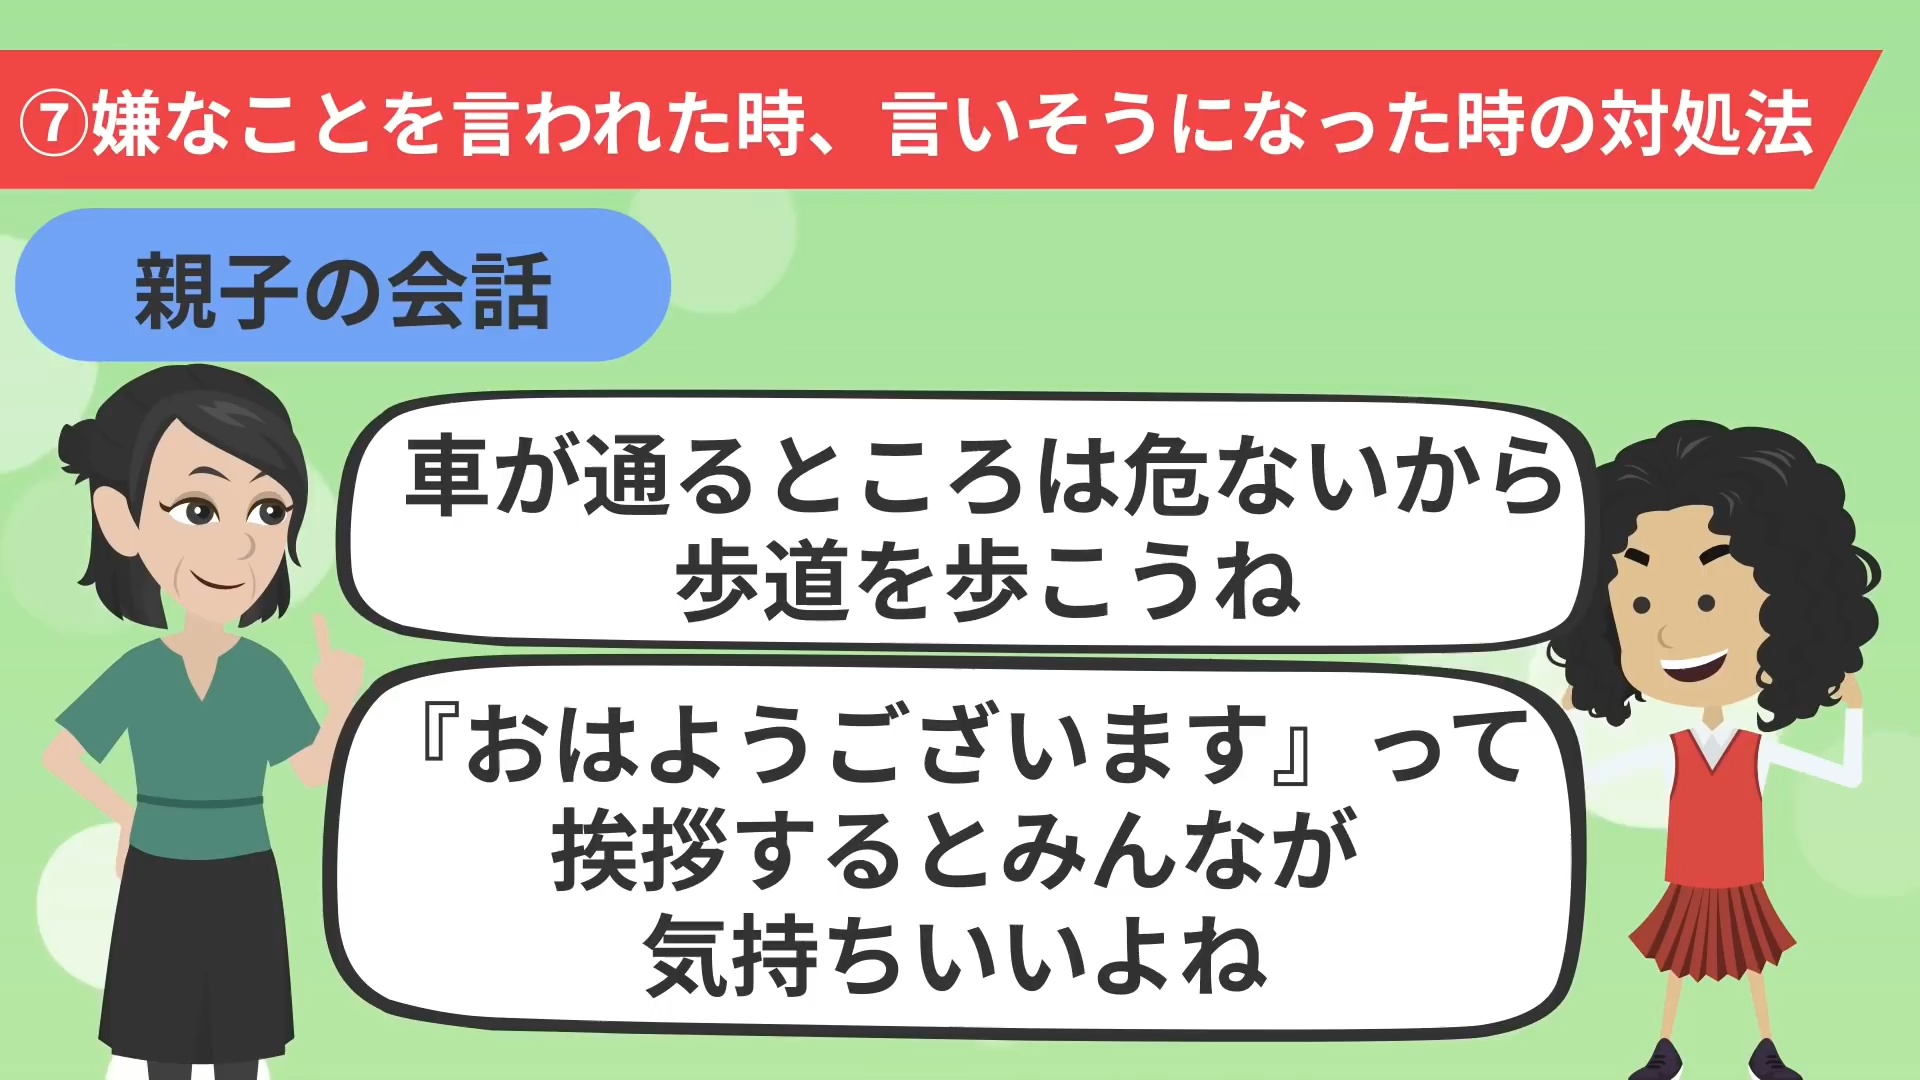 ⑦嫌なことを言われた時、言いそうになった時の対処法
親子の会話
車が通るところは危ないから
歩道を歩こうね
『おはようございます』って
挨拶するとみんなが
気持ちいいよね